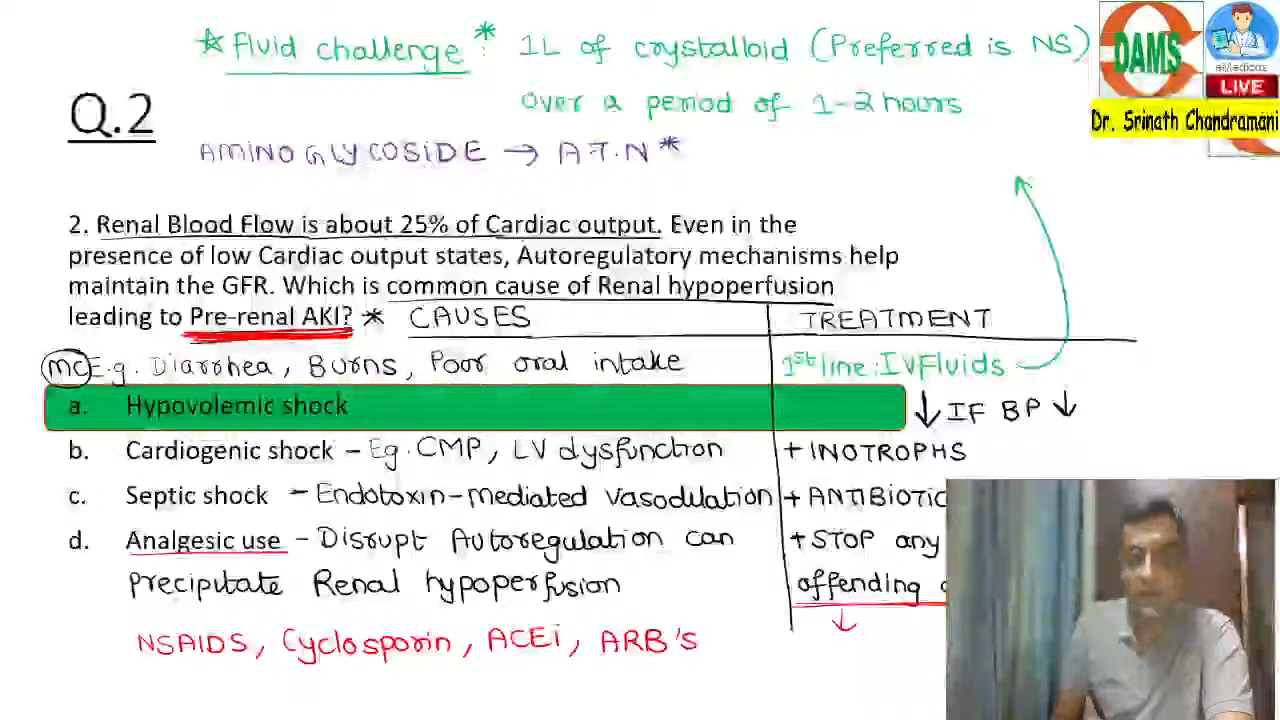 ☆ Fluid challenge * : 1L of crystalloid (Preferred is NS)
over a period of 1-2 hours
DAMS
eMedicoz
LIVE
Dr. Srinath Chandramani
Q.2
AMINOGLYCOSIDE → A.T.N *
2. Renal Blood Flow is about 25% of Cardiac output. Even in the
presence of low Cardiac output states, Autoregulatory mechanisms help
maintain the GFR. Which is common cause of Renal hypoperfusion
leading to Pre-renal AKI? * CAUSES TREATMENT
MC E.g. Diarrhea, Burns, Poor oral intake 1st line: IVFluids
a. Hypovolemic shock ↓ IF BP ↓
b. Cardiogenic shock – Eg. CMP, LV dysfunction + INOTROPHS
c. Septic shock – Endotoxin-mediated vasodilation + ANTIBIOTIC
d. Analgesic use – Disrupt Autoregulation can + STOP any
precipitate Renal hypoperfusion offending
NSAIDS, Cyclosporin, ACEi, ARB's ↓